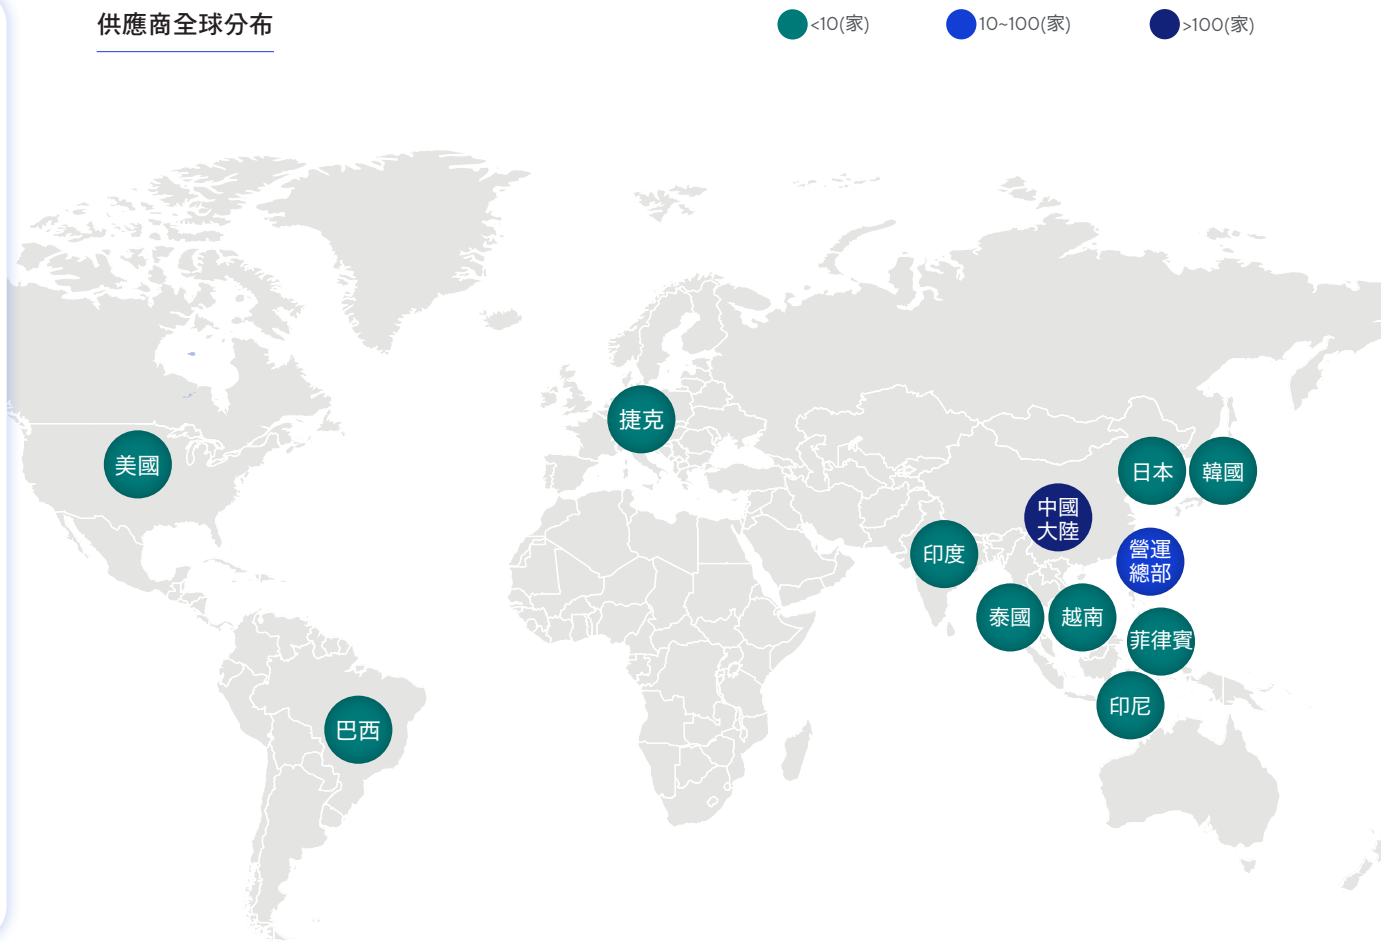 供應商全球分布
<10(家)
10~100(家)
>100(家)
捷克
美國
日本
韓國
中國
大陸
印度
營運
總部
泰國
越南
菲律賓
印尼
巴西